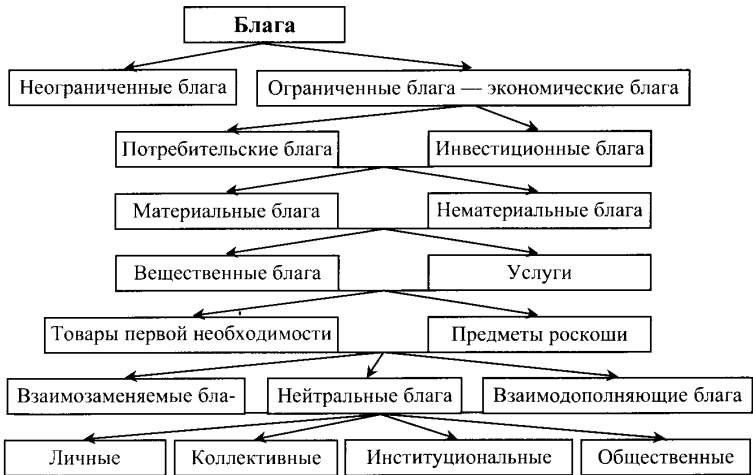 Блага
Неограниченные блага
Ограниченные блага — экономические блага
Потребительские блага
Инвестиционные блага
Материальные блага
Нематериальные блага
Вещественные блага
Услуги
Товары первой необходимости
Предметы роскоши
Взаимозаменяемые бла-
Нейтральные блага
Взаимодополняющие блага
Личные
Коллективные
Институциональные
Общественные